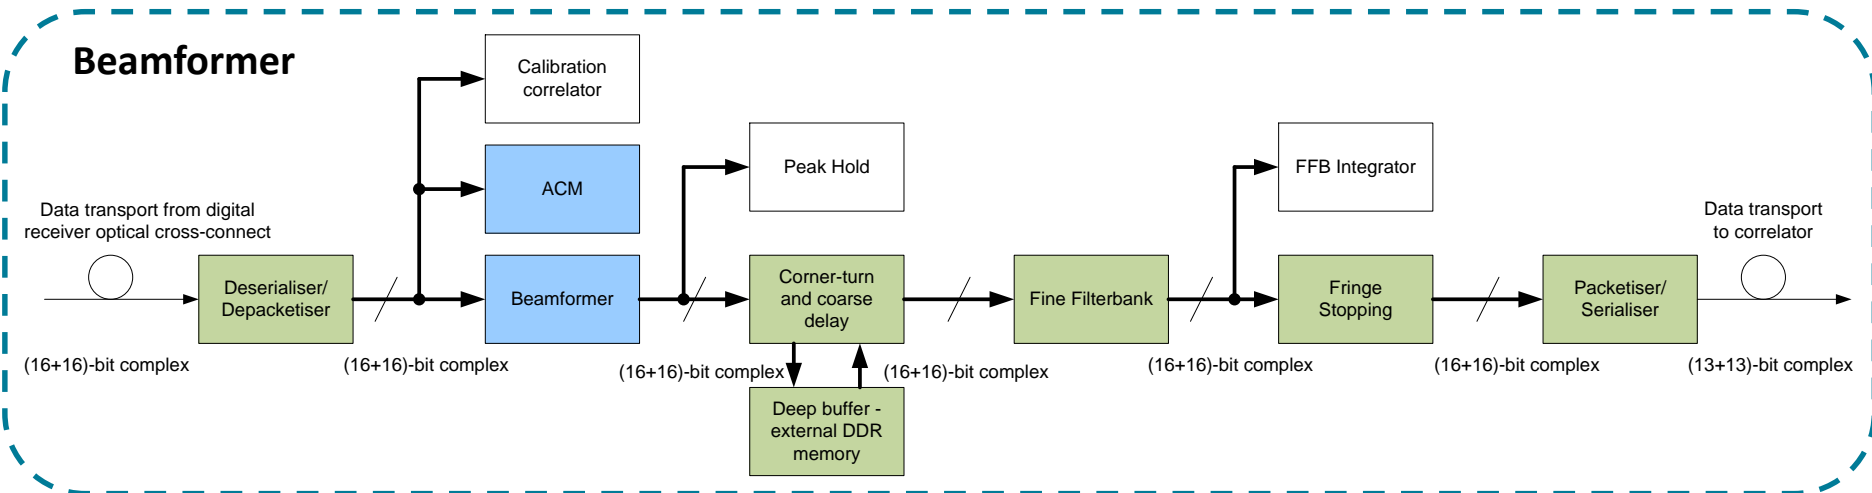 Beamformer
Calibration
correlator
ACM
Peak Hold
FFB Integrator
Data transport from digital
receiver optical cross-connect
Data transport
to correlator
Deserialiser/
Depacketiser
Beamformer
Corner-turn
and coarse
delay
Fine Filterbank
Fringe
Stopping
Packetiser/
Serialiser
(16+16)-bit complex
(16+16)-bit complex
(16+16)-bit complex
(16+16)-bit complex
(16+16)-bit complex
(16+16)-bit complex
(13+13)-bit complex
Deep buffer -
external DDR
memory